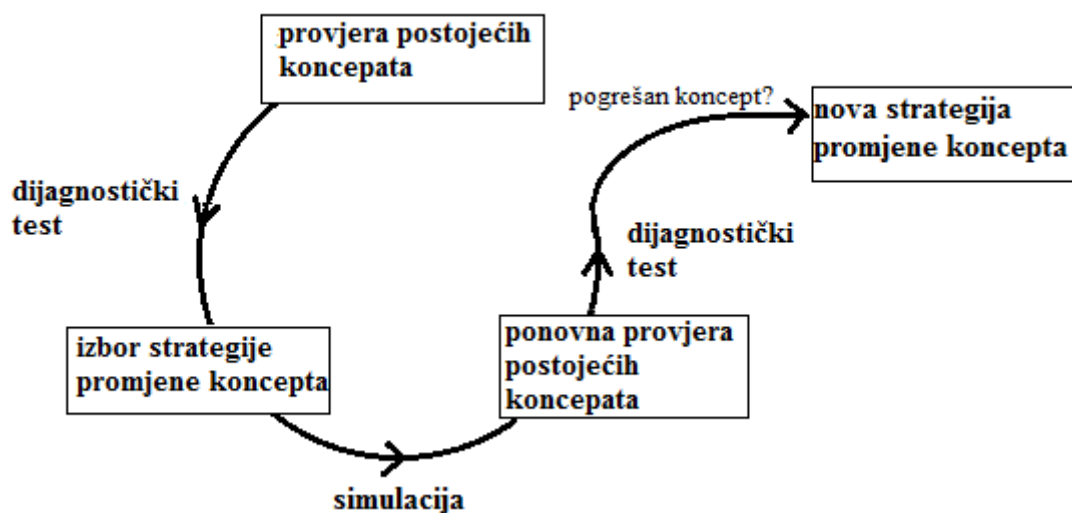 provjera postojećih
koncepata
dijagnostički
test
izbor strategije
promjene koncepta
simulacija
ponovna provjera
postojećih
koncepata
dijagnostički
test
pogrešan koncept?
nova strategija
promjene koncepta